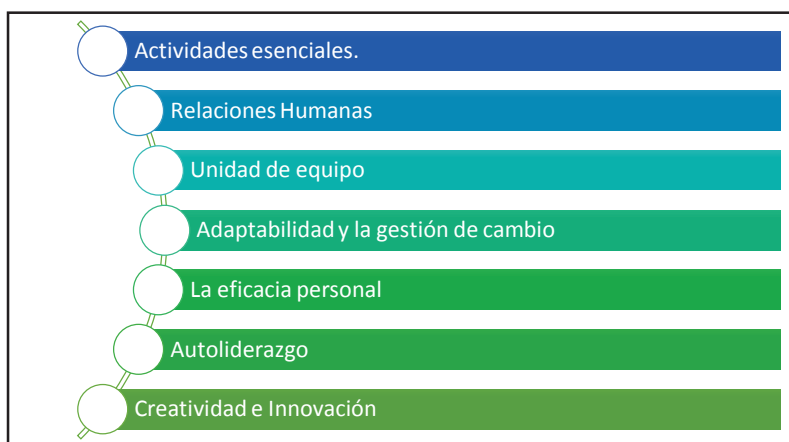 Actividades esenciales.
Relaciones Humanas
Unidad de equipo
Adaptabilidad y la gestión de cambio
La eficacia personal
Autoliderazgo
Creatividad e Innovación